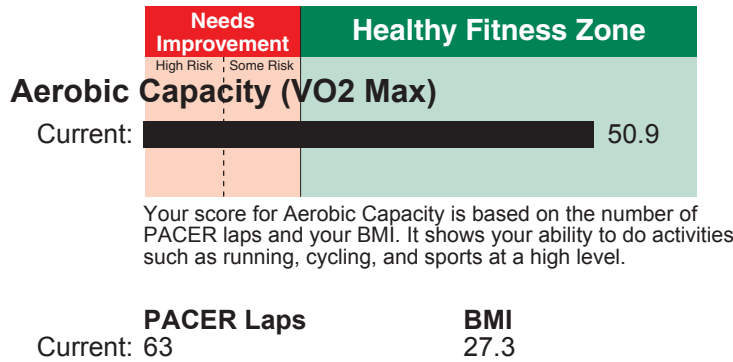 Needs
Improvement
Healthy Fitness Zone
High Risk Some Risk
Aerobic Capacity (VO2 Max)
Current: 50.9
Your score for Aerobic Capacity is based on the number of
PACER laps and your BMI. It shows your ability to do activities
such as running, cycling, and sports at a high level.
PACER Laps BMI
Current: 63 27.3